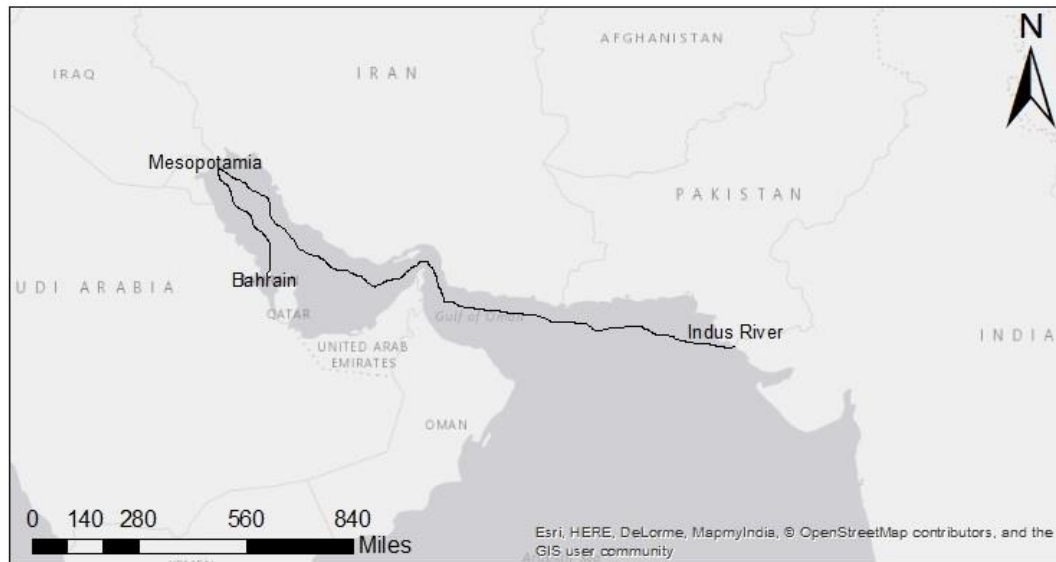 N
AFGHANISTAN
IRAQ
IRAN
Mesopotamia
PAKISTAN
Bahrain
UDI ARABIA
QATAR
Gulf of Oman
Indus River
INDIA
UNITED ARAB
EMIRATES
OMAN
0 140 280 560 840
Miles
Esri, HERE, DeLorme, MapmyIndia, © OpenStreetMap contributors, and the
GIS user community